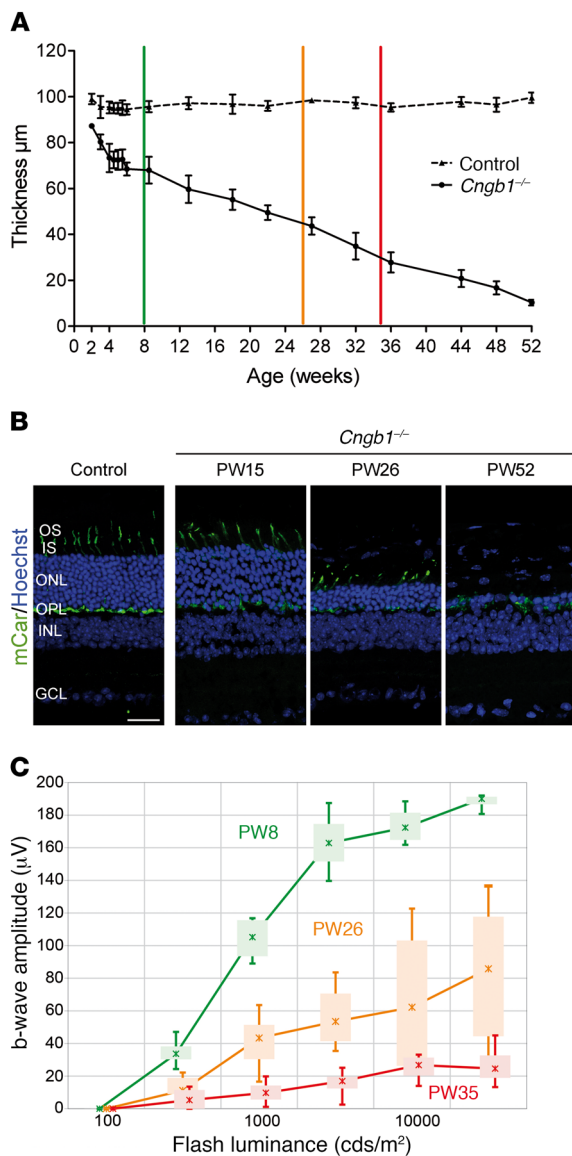 A
120
100
80
60
40
20
0
Thickness μm
Control
Cngb1⁻/⁻
0 2 4 8 12 16 20 24 28 32 36 40 44 48 52
Age (weeks)
B
Cngb1⁻/⁻
Control PW15 PW26 PW52
mCar/Hoechst
OS
IS
ONL
OPL
INL
GCL
C
200
180
160
140
120
100
80
60
40
20
0
b-wave amplitude (μV)
PW8
PW26
PW35
100 1000 10000
Flash luminance (cds/m²)